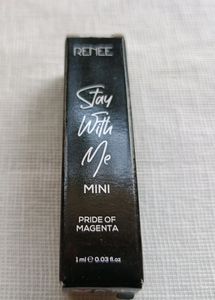 RENEE
Stay
With
Me
MINI
PRIDE OF
MAGENTA
1 ml ℮ 0.03 fl.oz